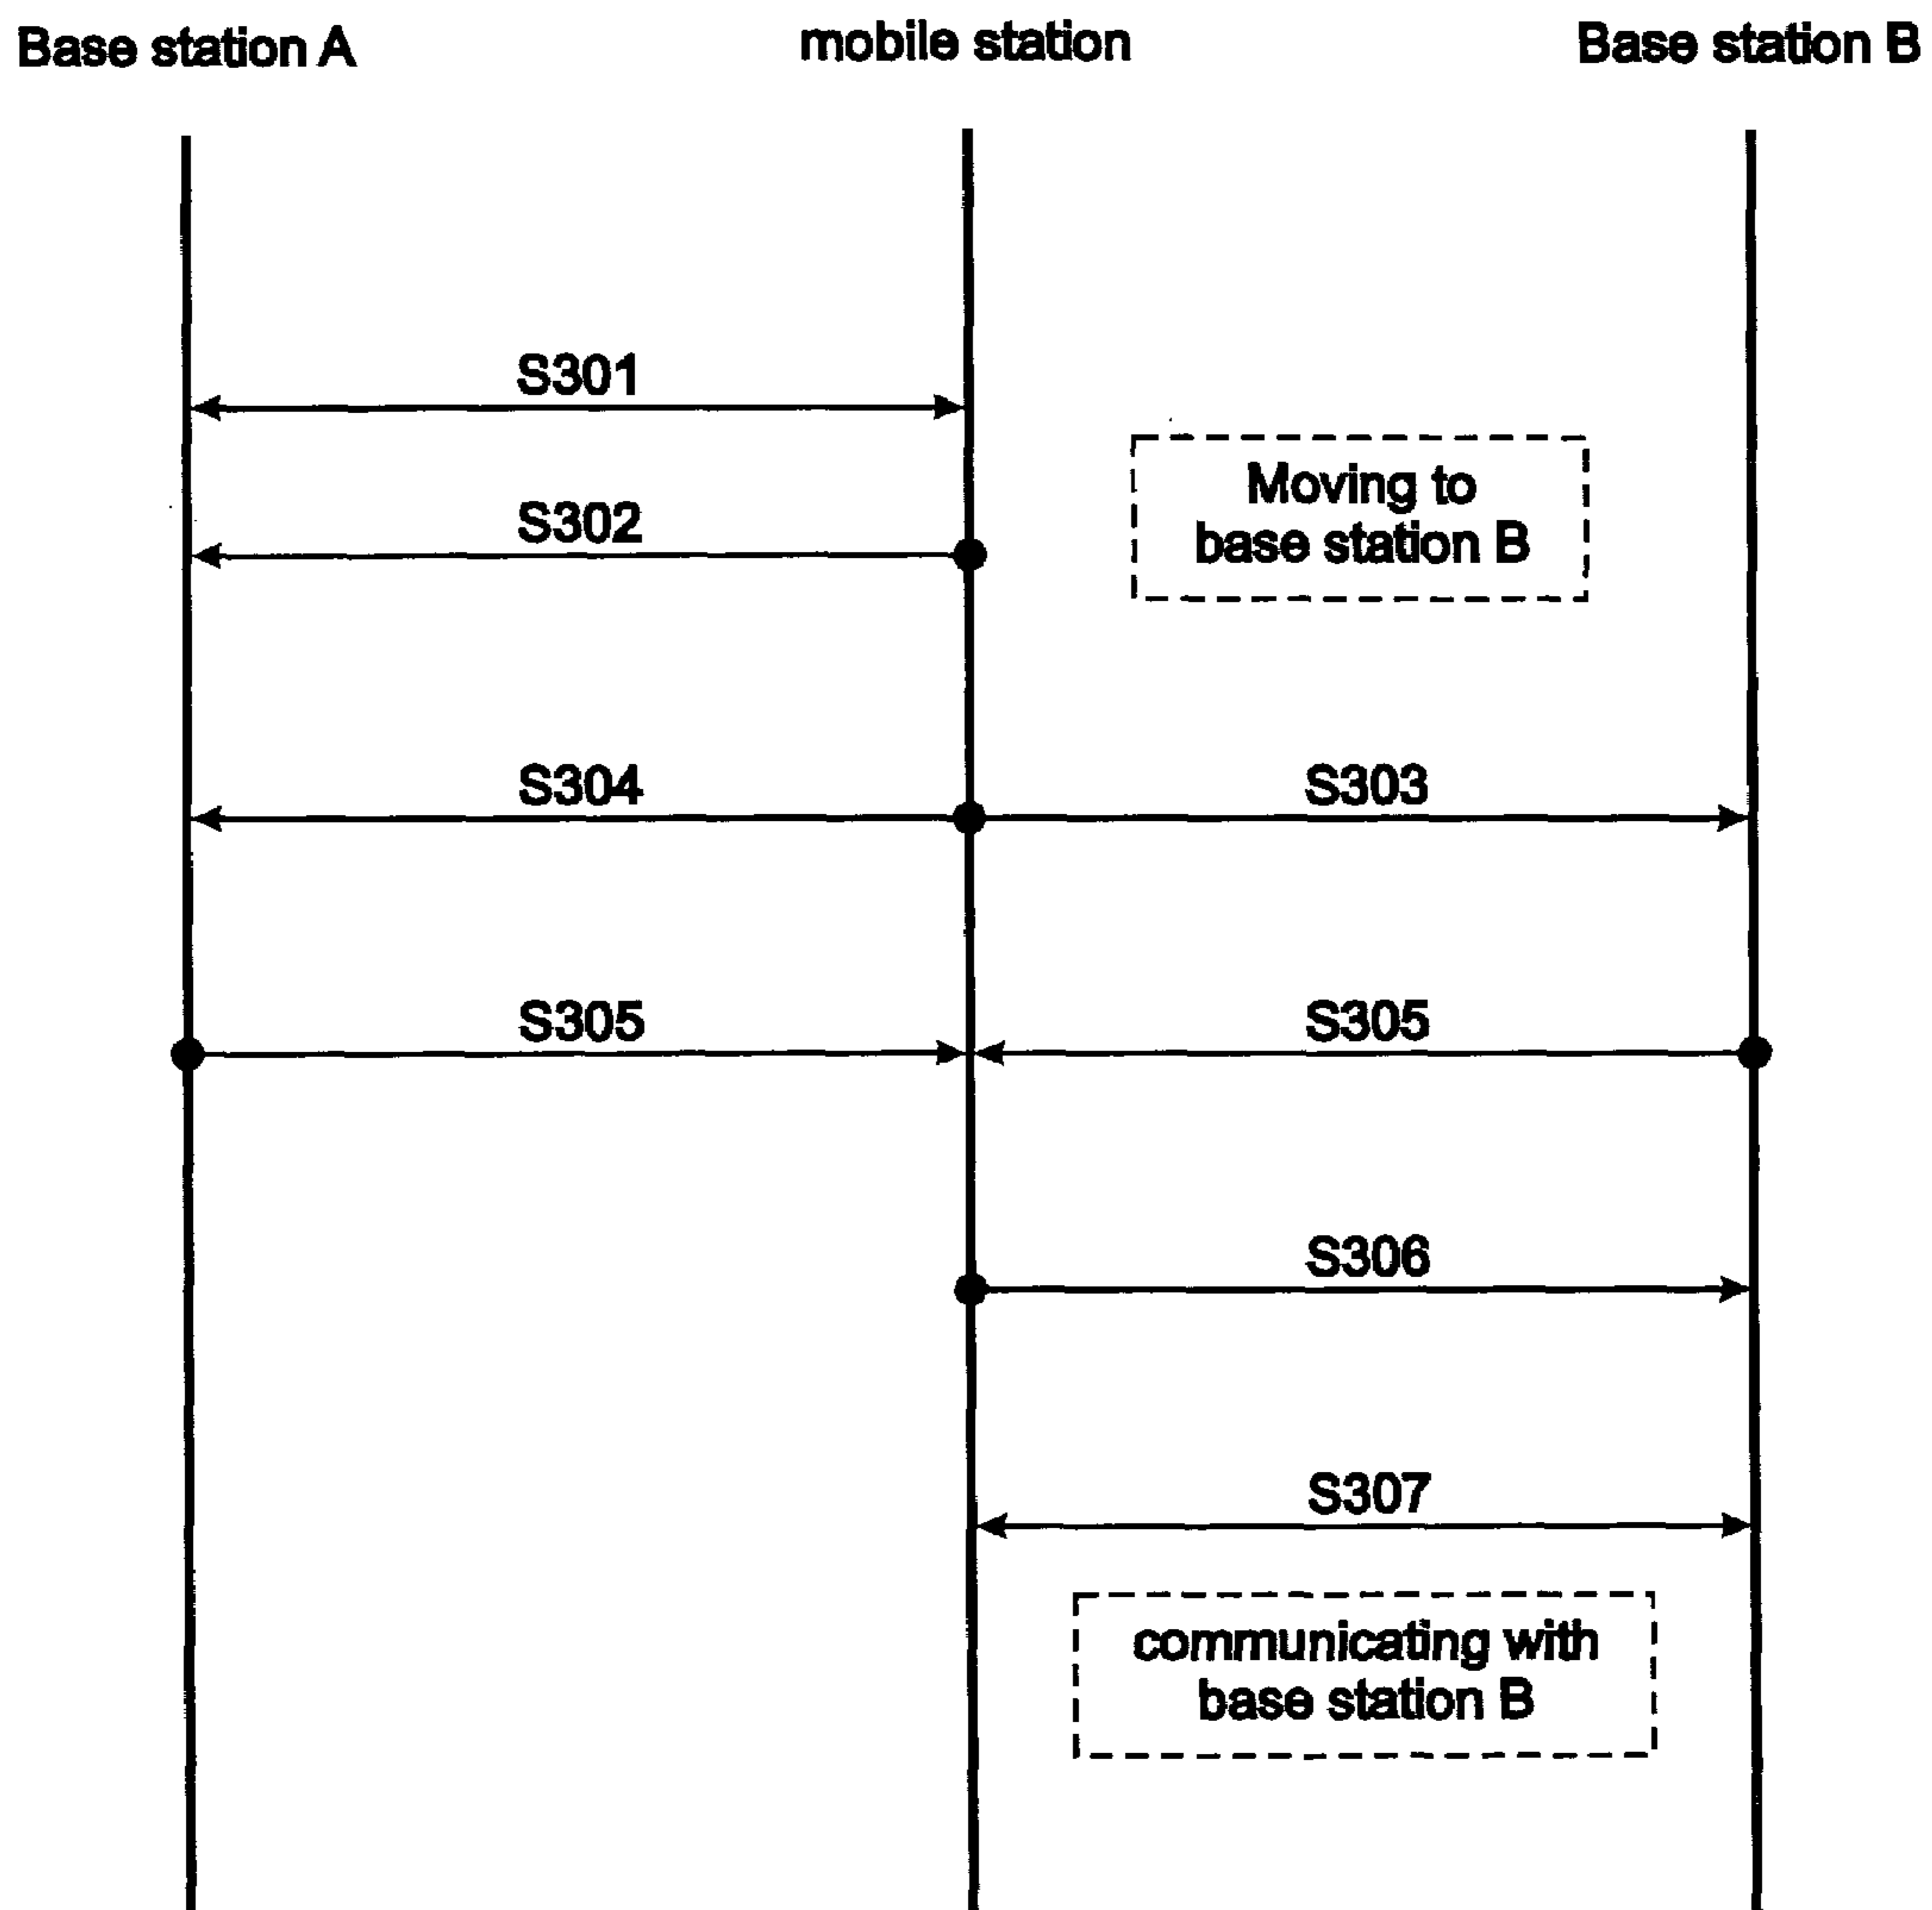 Base station A
mobile station
Base station B
S301
Moving to
base station B
S302
S304
S303
S305
S305
S306
S307
communicating with
base station B